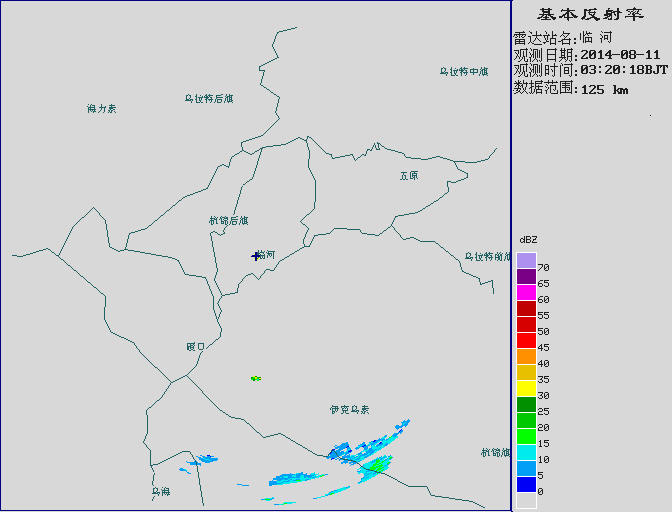 基本反射率
雷达站名:临 河
观测日期:2014-08-11
观测时间:03:20:18BJT
数据范围:125 km
乌拉特中旗
乌拉特后旗
海力素
五原
杭锦后旗
临河
乌拉特前旗
磴口
伊克乌素
杭锦旗
乌海
dBZ
70
65
60
55
50
45
40
35
30
25
20
15
10
5
0